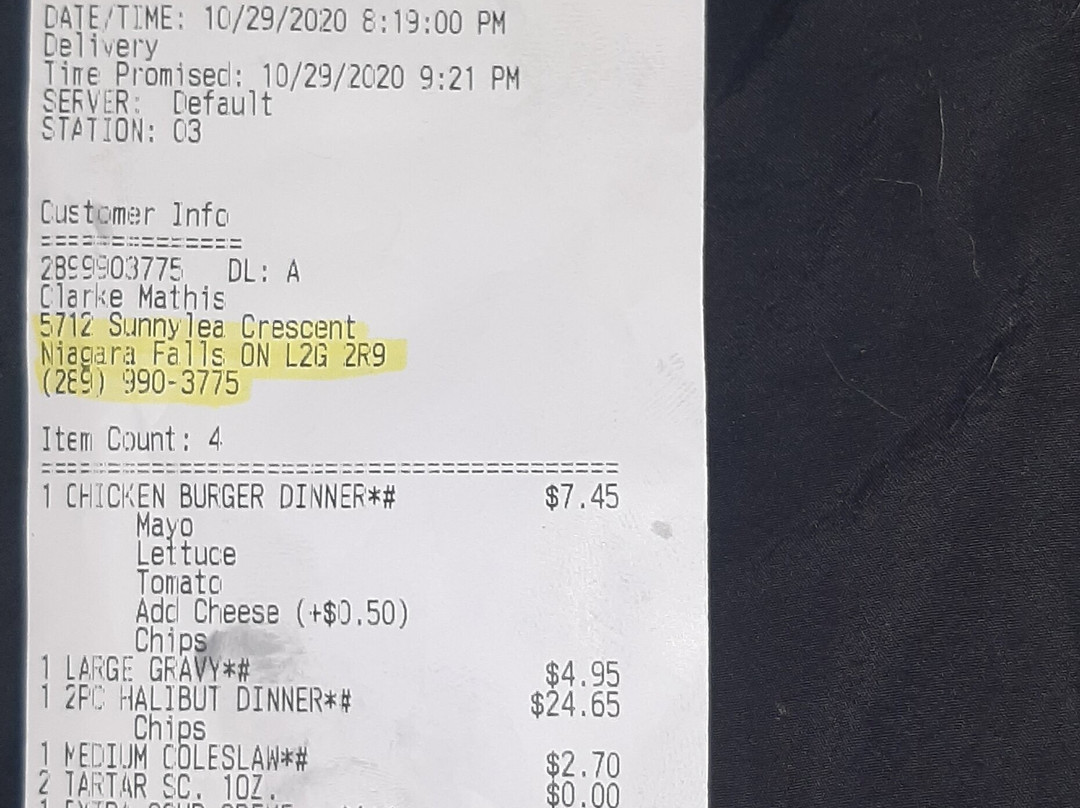 DATE/TIME: 10/29/2020 8:19:00 PM
Delivery
Time Promised: 10/29/2020 9:21 PM
SERVER: Default
STATION: 03
Customer Info
==============
2899903775 DL: A
Clarke Mathis
5712 Sunnylea Crescent
Niagara Falls ON L2G 2R9
(289) 990-3775
Item Count: 4
==========================================
1 CHICKEN BURGER DINNER*# $7.45
Mayo
Lettuce
Tomato
Add Cheese (+$0.50)
Chips
1 LARGE GRAVY*# $4.95
1 2PC HALIBUT DINNER*# $24.65
Chips
1 MEDIUM COLESLAW*# $2.70
2 TARTAR SC. 1OZ. $0.00